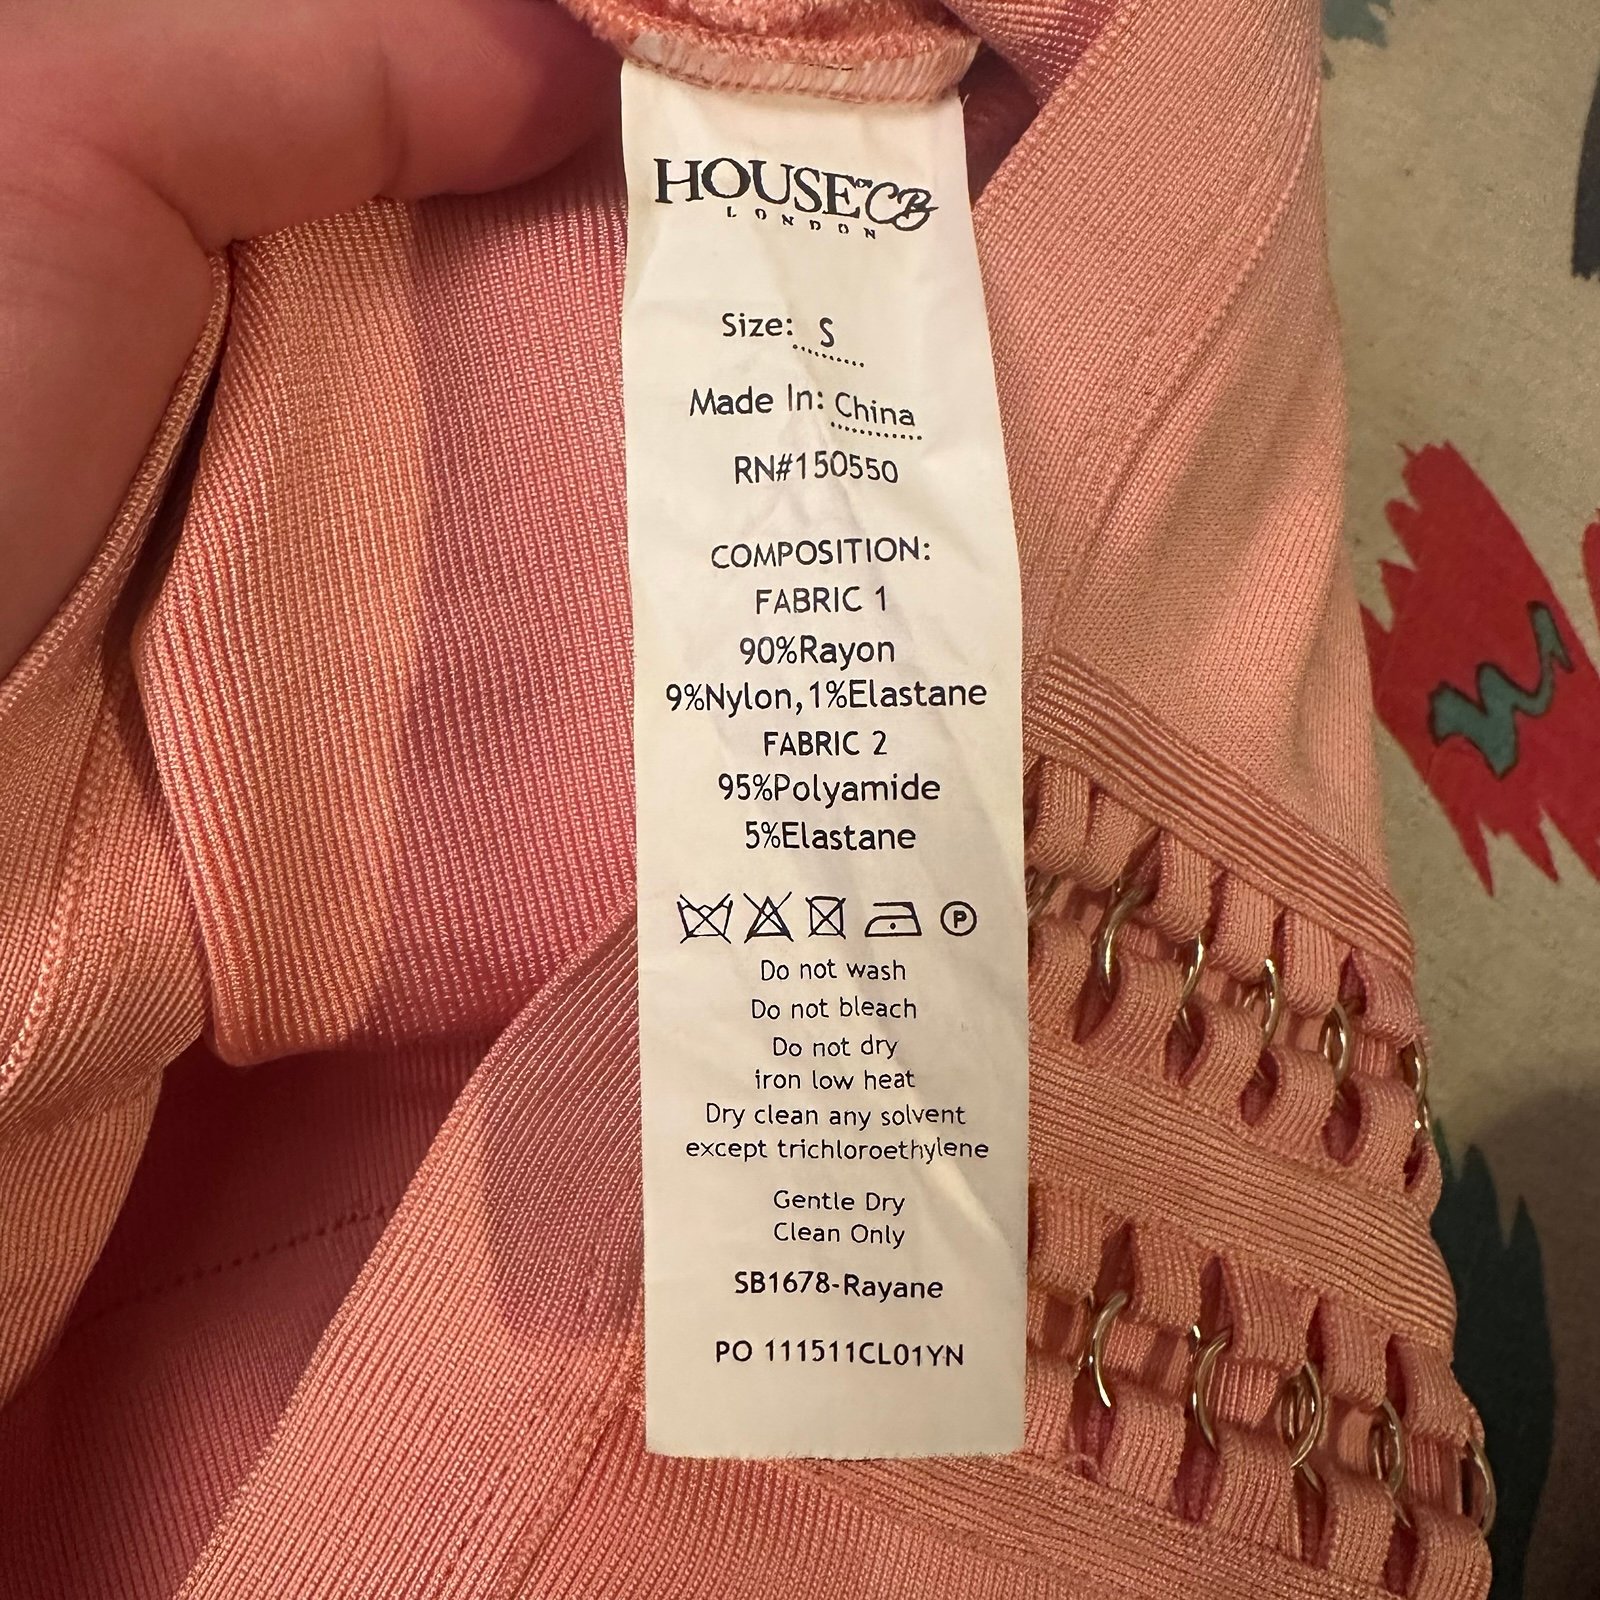 HOUSE OF CB
LONDON
Size: S
Made In: China
RN#150550
COMPOSITION:
FABRIC 1
90%Rayon
9%Nylon,1%Elastane
FABRIC 2
95%Polyamide
5%Elastane
P
Do not wash
Do not bleach
Do not dry
iron low heat
Dry clean any solvent
except trichloroethylene
Gentle Dry
Clean Only
SB1678-Rayane
PO 111511CL01YN